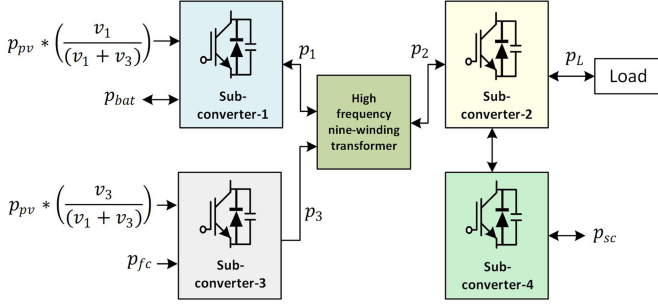 p_pv * (v_1 / (v_1 + v_3))
p_bat
Sub-
converter-1
p_1
High
frequency
nine-winding
transformer
p_2
Sub-
converter-2
p_L
Load
p_pv * (v_3 / (v_1 + v_3))
p_fc
Sub-
converter-3
p_3
Sub-
converter-4
p_sc